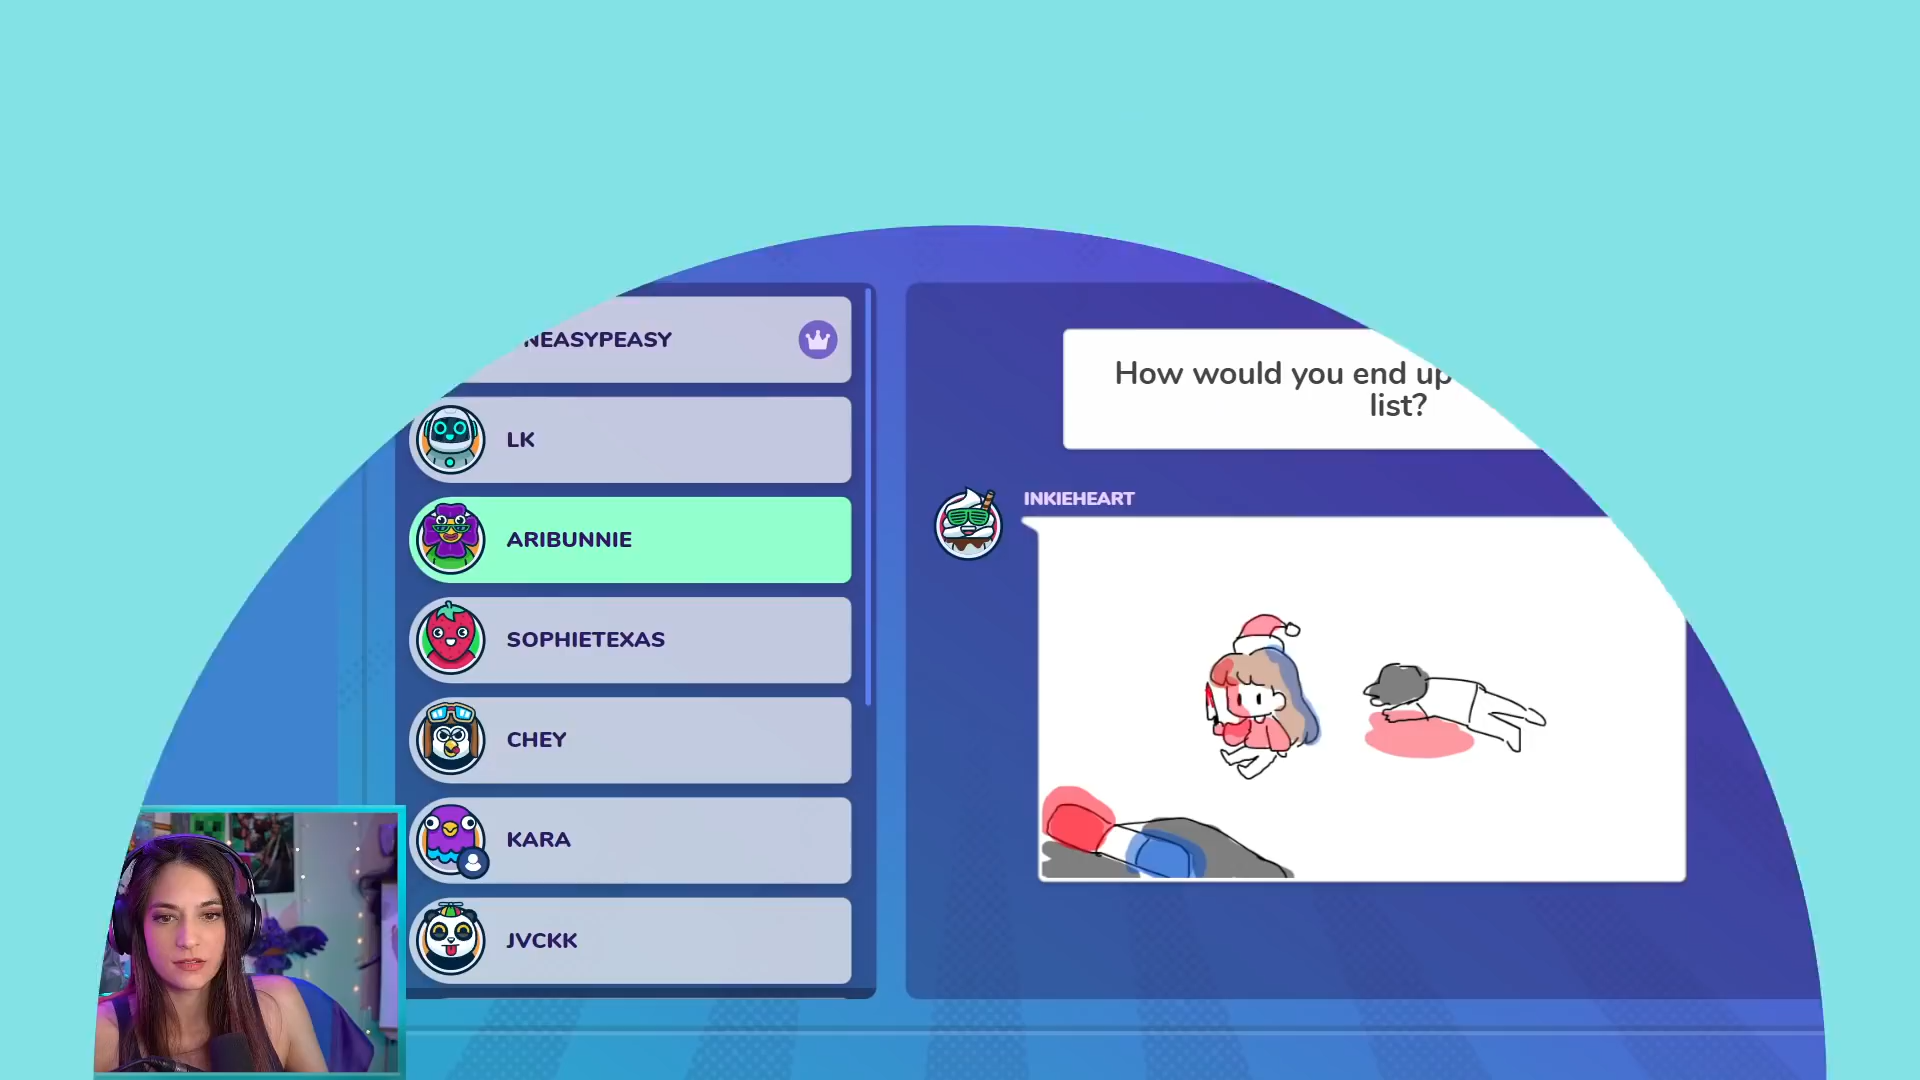 NEASYPEASY
LK
ARIBUNNIE
SOPHIETEXAS
CHEY
KARA
JVCKK
How would you end up
list?
INKIEHEART